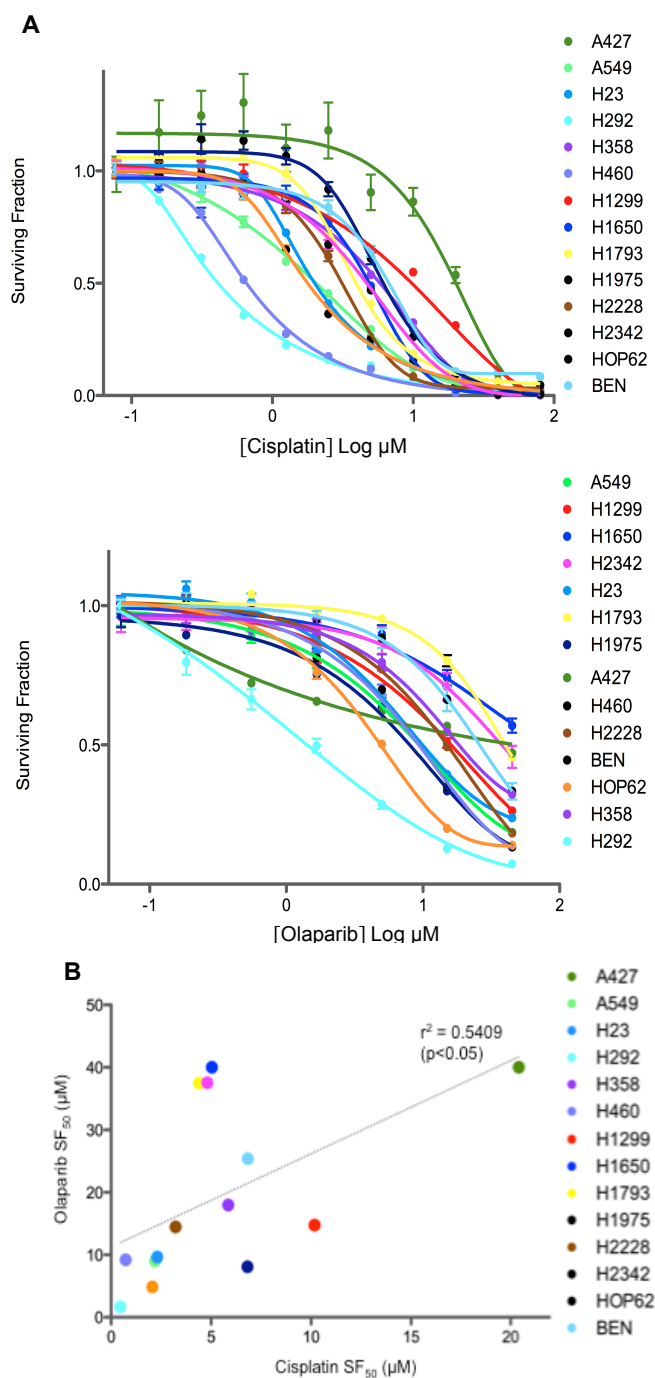 A
Surviving Fraction
1.0
0.5
0.0
-1
0
1
2
[Cisplatin] Log µM
A427
A549
H23
H292
H358
H460
H1299
H1650
H1793
H1975
H2228
H2342
HOP62
BEN
Surviving Fraction
1.0
0.5
0.0
-1
0
1
2
[Olaparib] Log µM
A549
H1299
H1650
H2342
H23
H1793
H1975
A427
H460
H2228
BEN
HOP62
H358
H292
B
Olaparib SF₅₀ (µM)
50
40
30
20
10
0
0
5
10
15
20
Cisplatin SF₅₀ (µM)
r² = 0.5409
(p<0.05)
A427
A549
H23
H292
H358
H460
H1299
H1650
H1793
H1975
H2228
H2342
HOP62
BEN